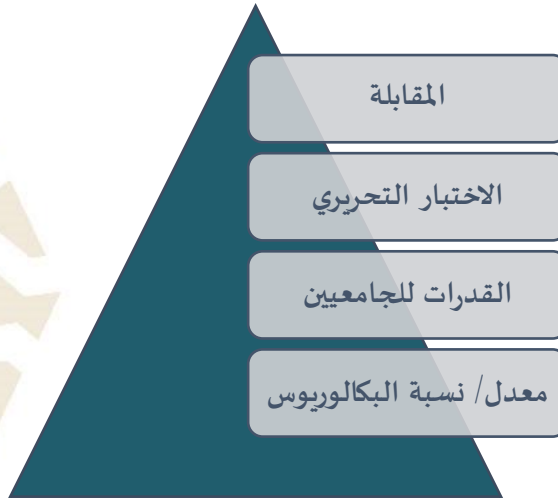 المقابلة
الاختبار التحريري
القدرات للجامعيين
معدل/ نسبة البكالوريوس